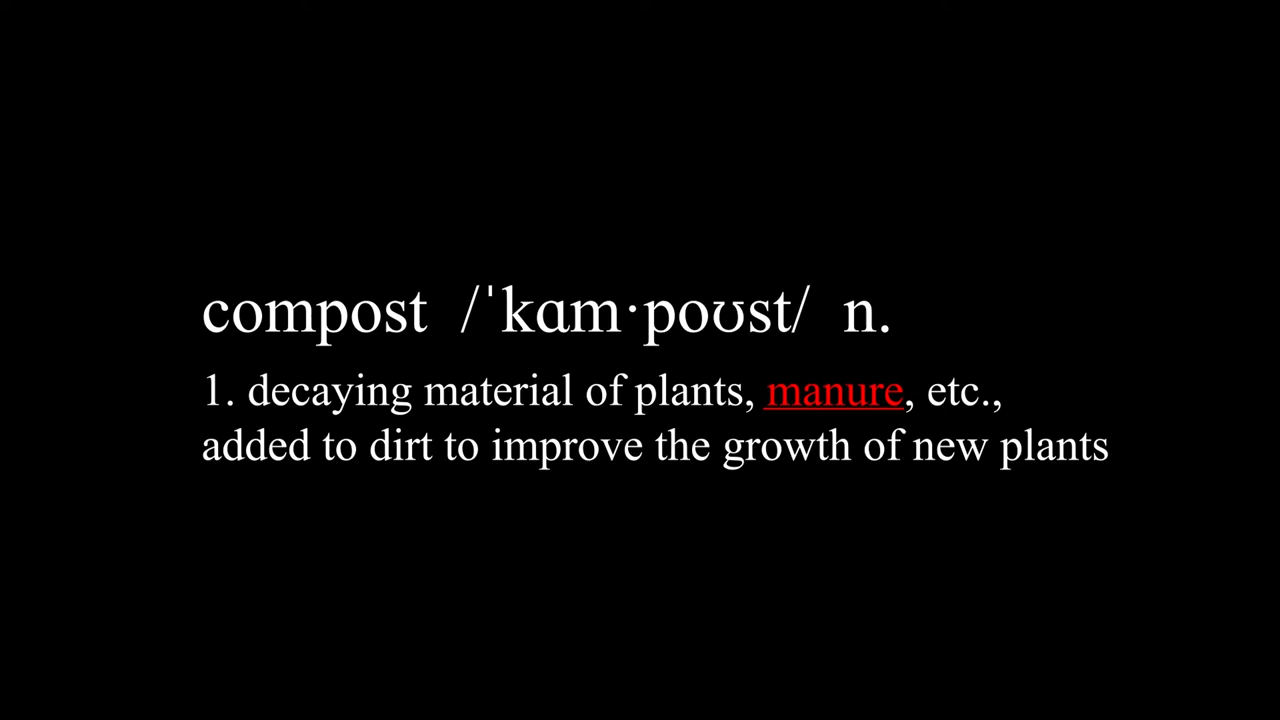 compost /ˈkɑm·poʊst/ n.
1. decaying material of plants, manure, etc.,
added to dirt to improve the growth of new plants